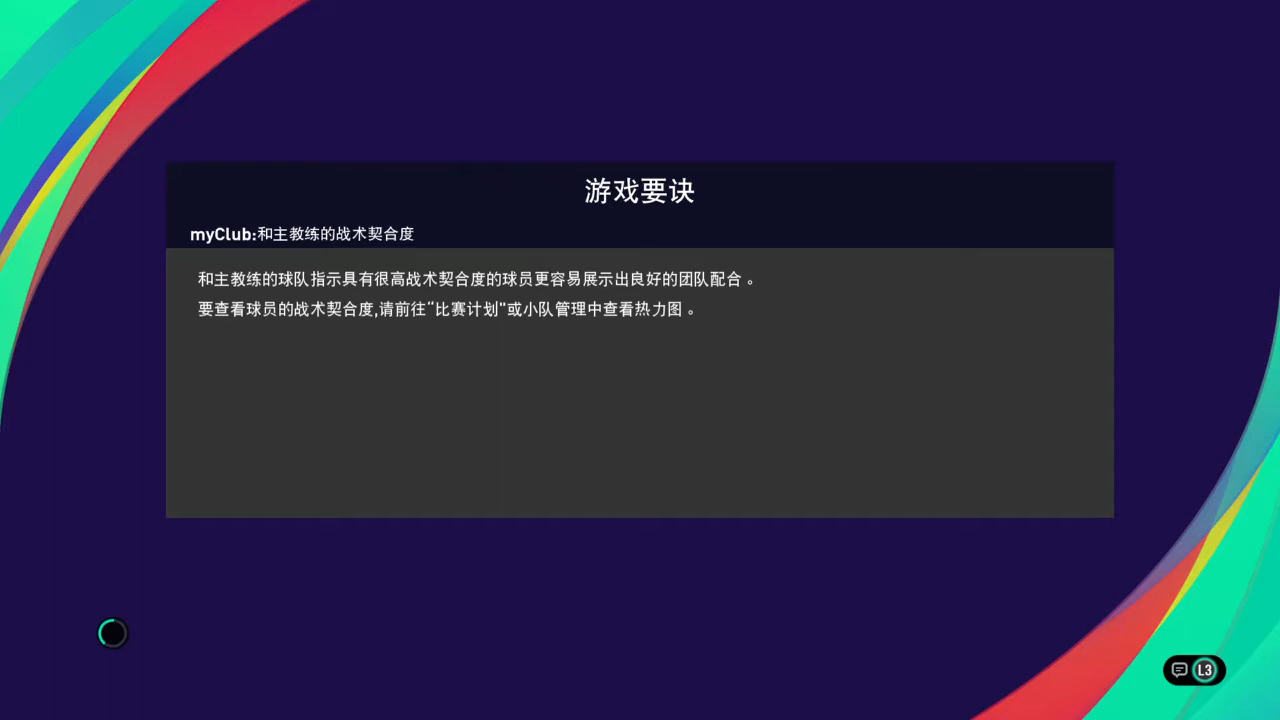 游戏要诀
myClub:和主教练的战术契合度
和主教练的球队指示具有很高战术契合度的球员更容易展示出良好的团队配合。
要查看球员的战术契合度,请前往“比赛计划"或小队管理中查看热力图。
L3